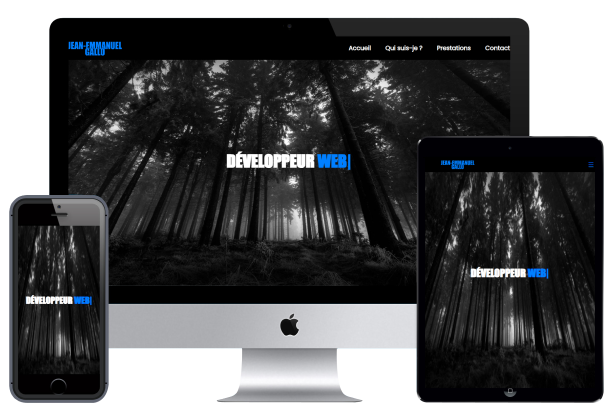 JEAN-EMMANUEL
GALLO
Accueil Qui suis-je ? Prestations Contact
DÉVELOPPEUR WEB|
JEAN-EMMANUEL
GALLO
DÉVELOPPEUR WEB|
DÉVELOPPEUR WEB|